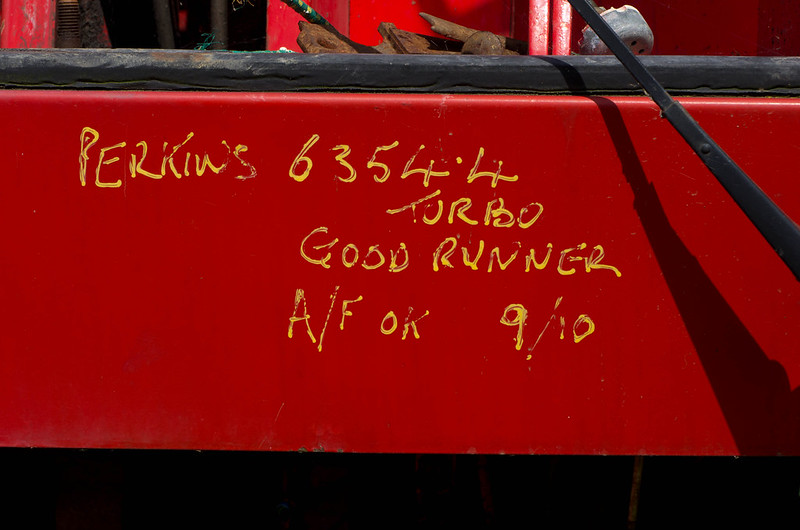 PERKINS 6354.4
TURBO
GOOD RUNNER
A/F OK 9/10